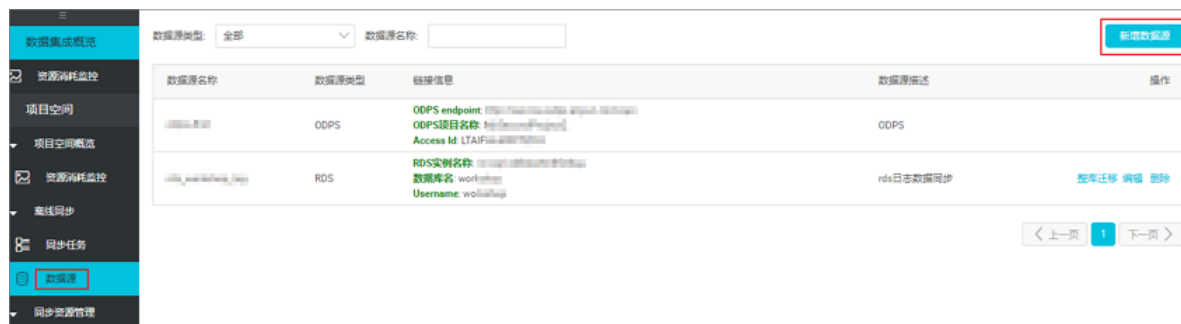 数据集成概览
资源消耗监控
项目空间
项目空间概览
资源消耗监控
离线同步
同步任务
数据源
同步资源管理
数据源类型: 全部 数据源名称:
新增数据源
数据源名称 数据源类型 链接信息 数据源描述 操作
ODPS
ODPS endpoint:
ODPS项目名称:
Access Id: LTAIF
ODPS
RDS
RDS实例名称:
数据库名: work
Username: wo
rds日志数据同步
整库迁移 编辑 删除
上一页 1 下一页